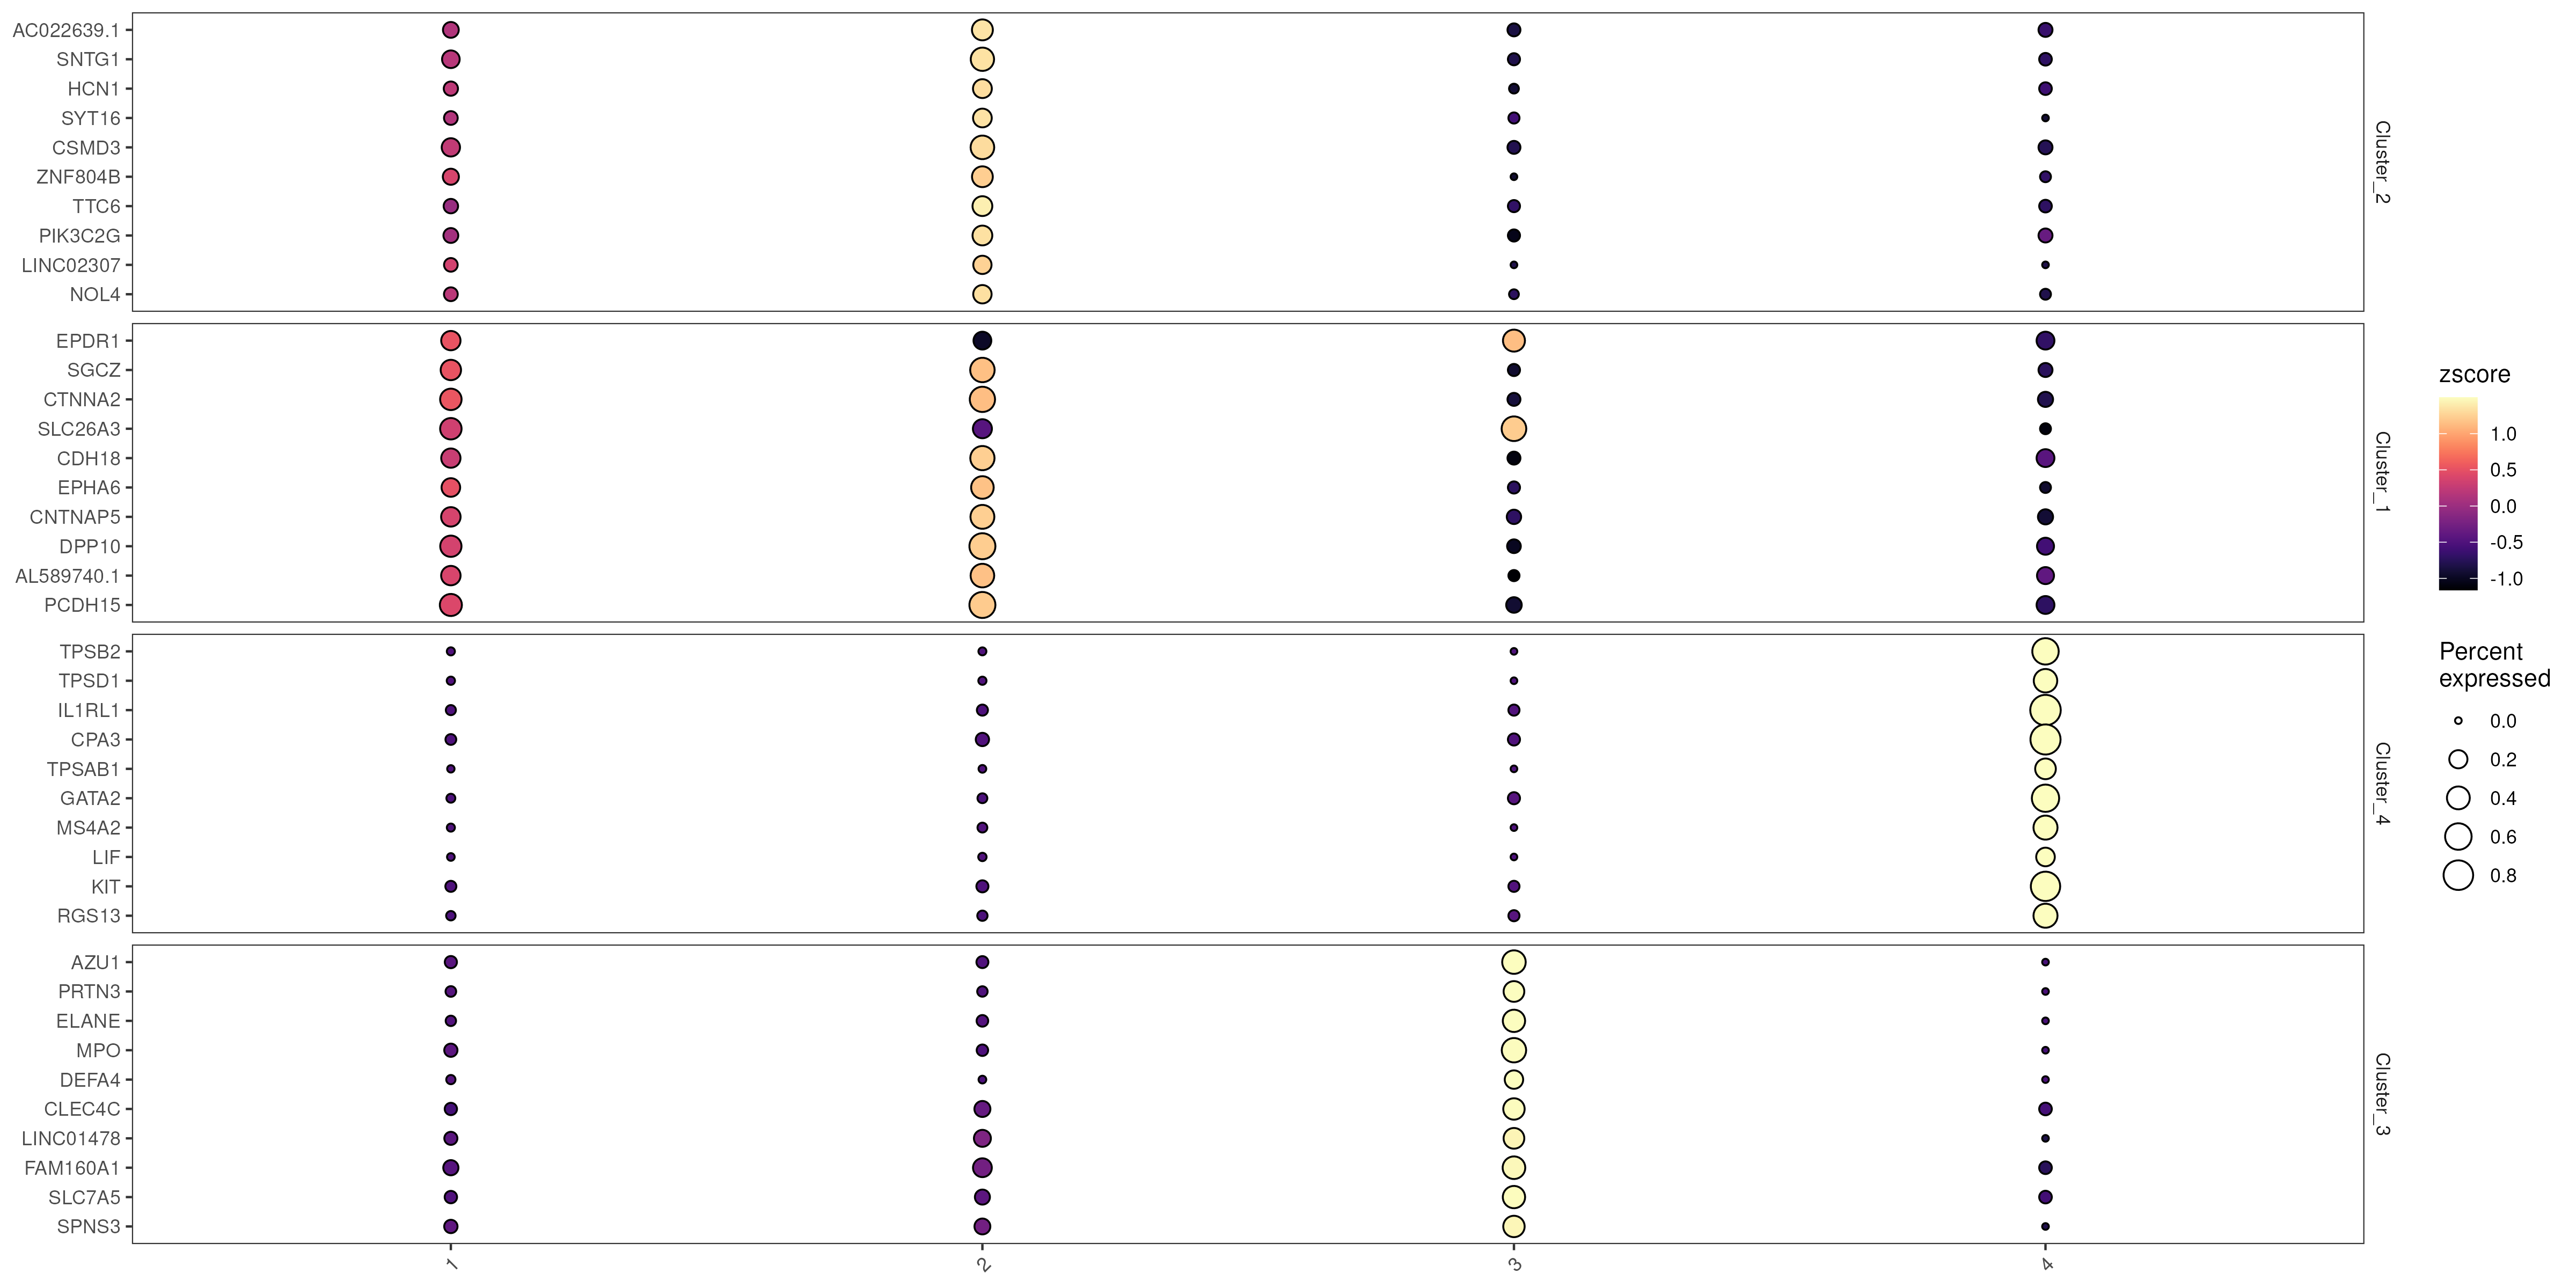 AC022639.1
SNTG1
HCN1
SYT16
CSMD3
ZNF804B
TTC6
PIK3C2G
LINC02307
NOL4
Cluster_2
EPDR1
SGCZ
CTNNA2
SLC26A3
CDH18
EPHA6
CNTNAP5
DPP10
AL589740.1
PCDH15
Cluster_1
TPSB2
TPSD1
IL1RL1
CPA3
TPSAB1
GATA2
MS4A2
LIF
KIT
RGS13
Cluster_4
AZU1
PRTN3
ELANE
MPO
DEFA4
CLEC4C
LINC01478
FAM160A1
SLC7A5
SPNS3
Cluster_3
1
2
3
4
zscore
1.0
0.5
0.0
-0.5
-1.0
Percent
expressed
0.0
0.2
0.4
0.6
0.8